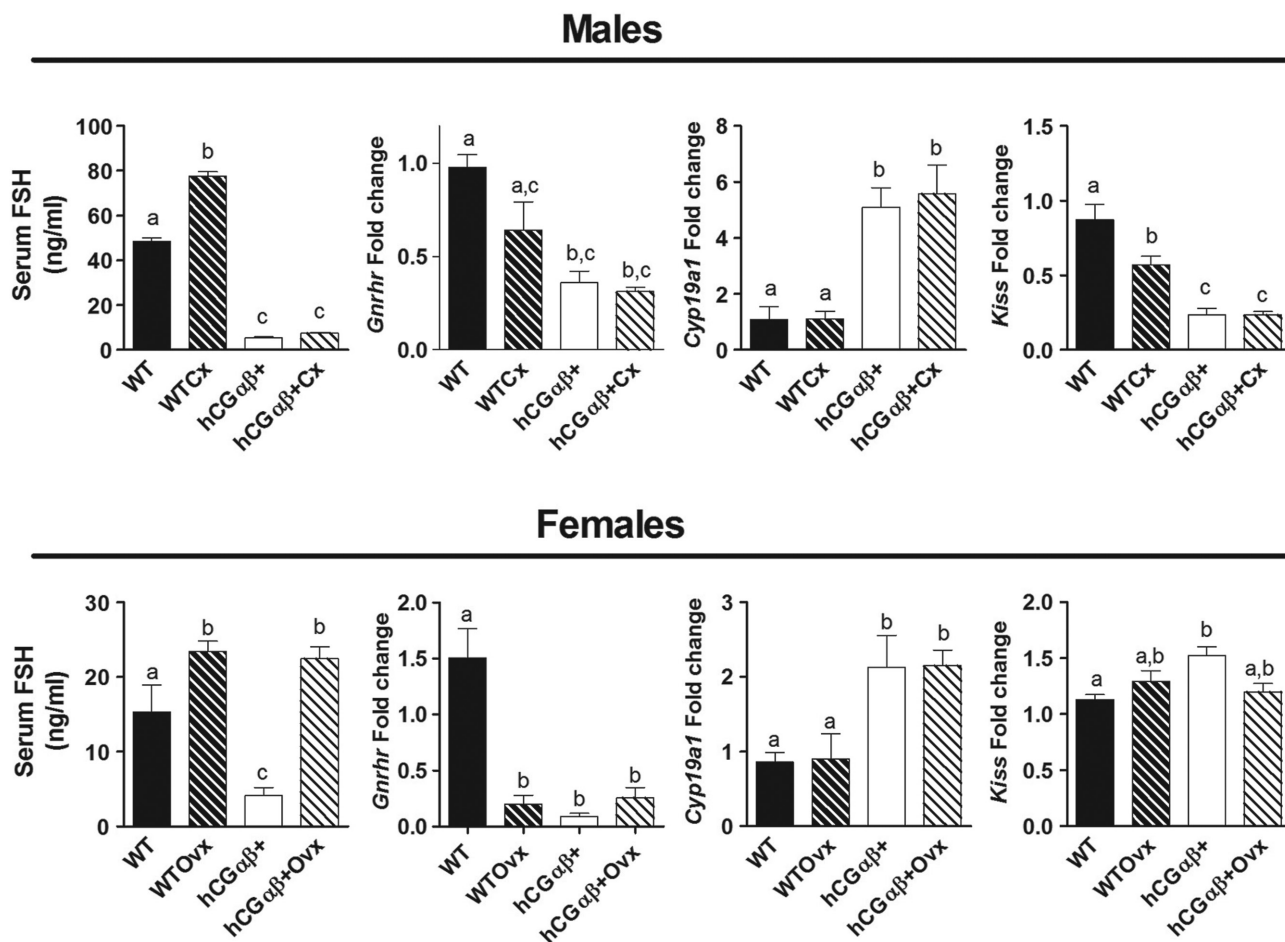 Males
Serum FSH
(ng/ml)
100
80
60
40
20
0
a
b
c
c
WT
WTCx
hCGαβ+
hCGαβ+Cx
Gnrhr Fold change
1.0
0.5
0.0
a
a,c
b,c
b,c
WT
WTCx
hCGαβ+
hCGαβ+Cx
Cyp19a1 Fold change
8
6
4
2
0
a
a
b
b
WT
WTCx
hCGαβ+
hCGαβ+Cx
Kiss Fold change
1.5
1.0
0.5
0.0
a
b
c
c
WT
WTCx
hCGαβ+
hCGαβ+Cx
Females
Serum FSH
(ng/ml)
30
20
10
0
a
b
c
b
WT
WTOvx
hCGαβ+
hCGαβ+Ovx
Gnrhr Fold change
2.0
1.5
1.0
0.5
0.0
a
b
b
b
WT
WTOvx
hCGαβ+
hCGαβ+Ovx
Cyp19a1 Fold change
3
2
1
0
a
a
b
b
WT
WTOvx
hCGαβ+
hCGαβ+Ovx
Kiss Fold change
2.0
1.5
1.0
0.5
0.0
a
a,b
b
a,b
WT
WTOvx
hCGαβ+
hCGαβ+Ovx